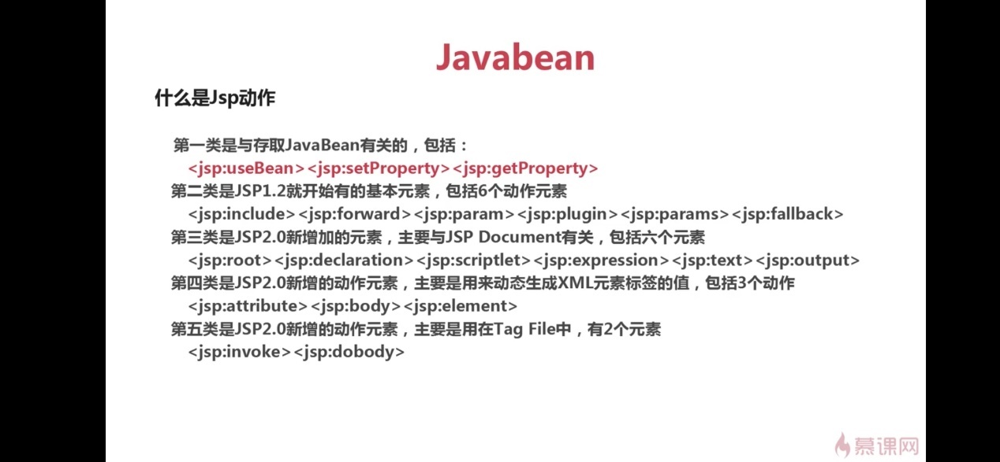 Javabean
什么是Jsp动作
第一类是与存取JavaBean有关的，包括：
<jsp:useBean><jsp:setProperty><jsp:getProperty>
第二类是JSP1.2就开始有的基本元素，包括6个动作元素
<jsp:include><jsp:forward><jsp:param><jsp:plugin><jsp:params><jsp:fallback>
第三类是JSP2.0新增加的元素，主要与JSP Document有关，包括六个元素
<jsp:root><jsp:declaration><jsp:scriptlet><jsp:expression><jsp:text><jsp:output>
第四类是JSP2.0新增的动作元素，主要是用来动态生成XML元素标签的值，包括3个动作
<jsp:attribute><jsp:body><jsp:element>
第五类是JSP2.0新增的动作元素，主要是用在Tag File中，有2个元素
<jsp:invoke><jsp:dobody>
慕课网